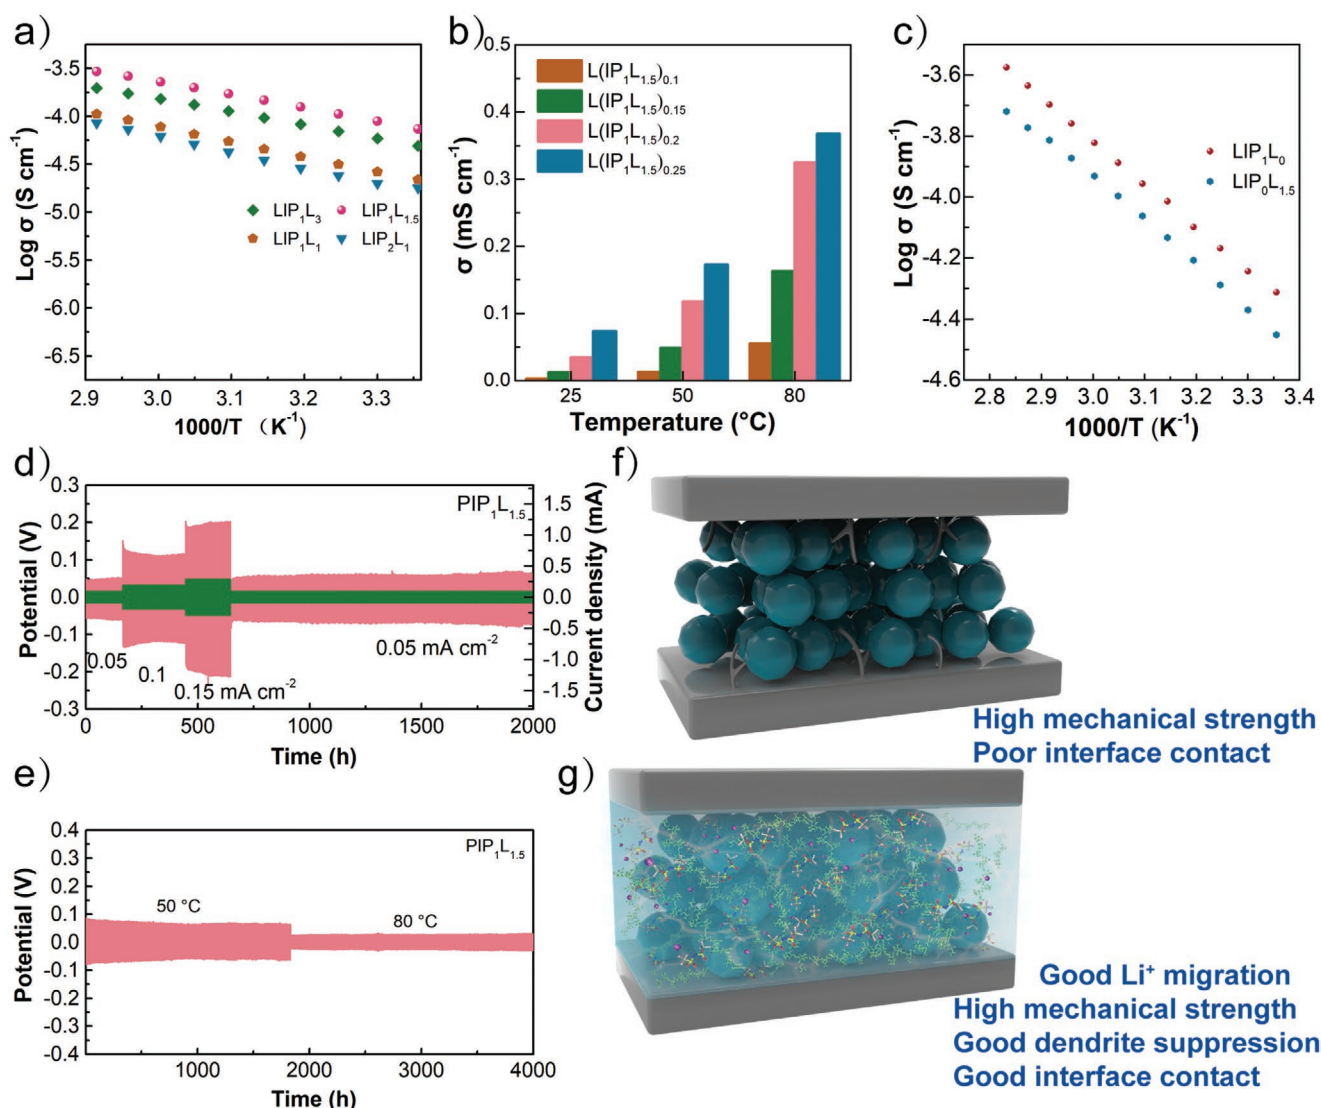 a)
-3.5
-4.0
-4.5
-5.0
-5.5
-6.0
-6.5
Log σ (S cm⁻¹)
LIP₁L₃
LIP₁L₁.₅
LIP₁L₁
LIP₂L₁
2.9 3.0 3.1 3.2 3.3
1000/T (K⁻¹)
b)
0.5
0.4
0.3
0.2
0.1
0.0
σ (mS cm⁻¹)
L(IP₁L₁.₅)₀.₁
L(IP₁L₁.₅)₀.₁₅
L(IP₁L₁.₅)₀.₂
L(IP₁L₁.₅)₀.₂₅
25 50 80
Temperature (°C)
c)
-3.6
-3.8
-4.0
-4.2
-4.4
-4.6
Log σ (S cm⁻¹)
LIP₁L₀
LIP₀L₁.₅
2.8 2.9 3.0 3.1 3.2 3.3 3.4
1000/T (K⁻¹)
d)
0.3
0.2
0.1
0.0
-0.1
-0.2
-0.3
Potential (V)
PIP₁L₁.₅
0.05
0.1
0.15 mA cm⁻²
0.05 mA cm⁻²
1.5
1.0
0.5
0.0
-0.5
-1.0
-1.5
Current density (mA)
0 500 1000 1500 2000
Time (h)
e)
0.4
0.3
0.2
0.1
0.0
-0.1
-0.2
-0.3
-0.4
Potential (V)
PIP₁L₁.₅
50 °C
80 °C
1000 2000 3000 4000
Time (h)
f)
High mechanical strength
Poor interface contact
g)
Good Li⁺ migration
High mechanical strength
Good dendrite suppression
Good interface contact